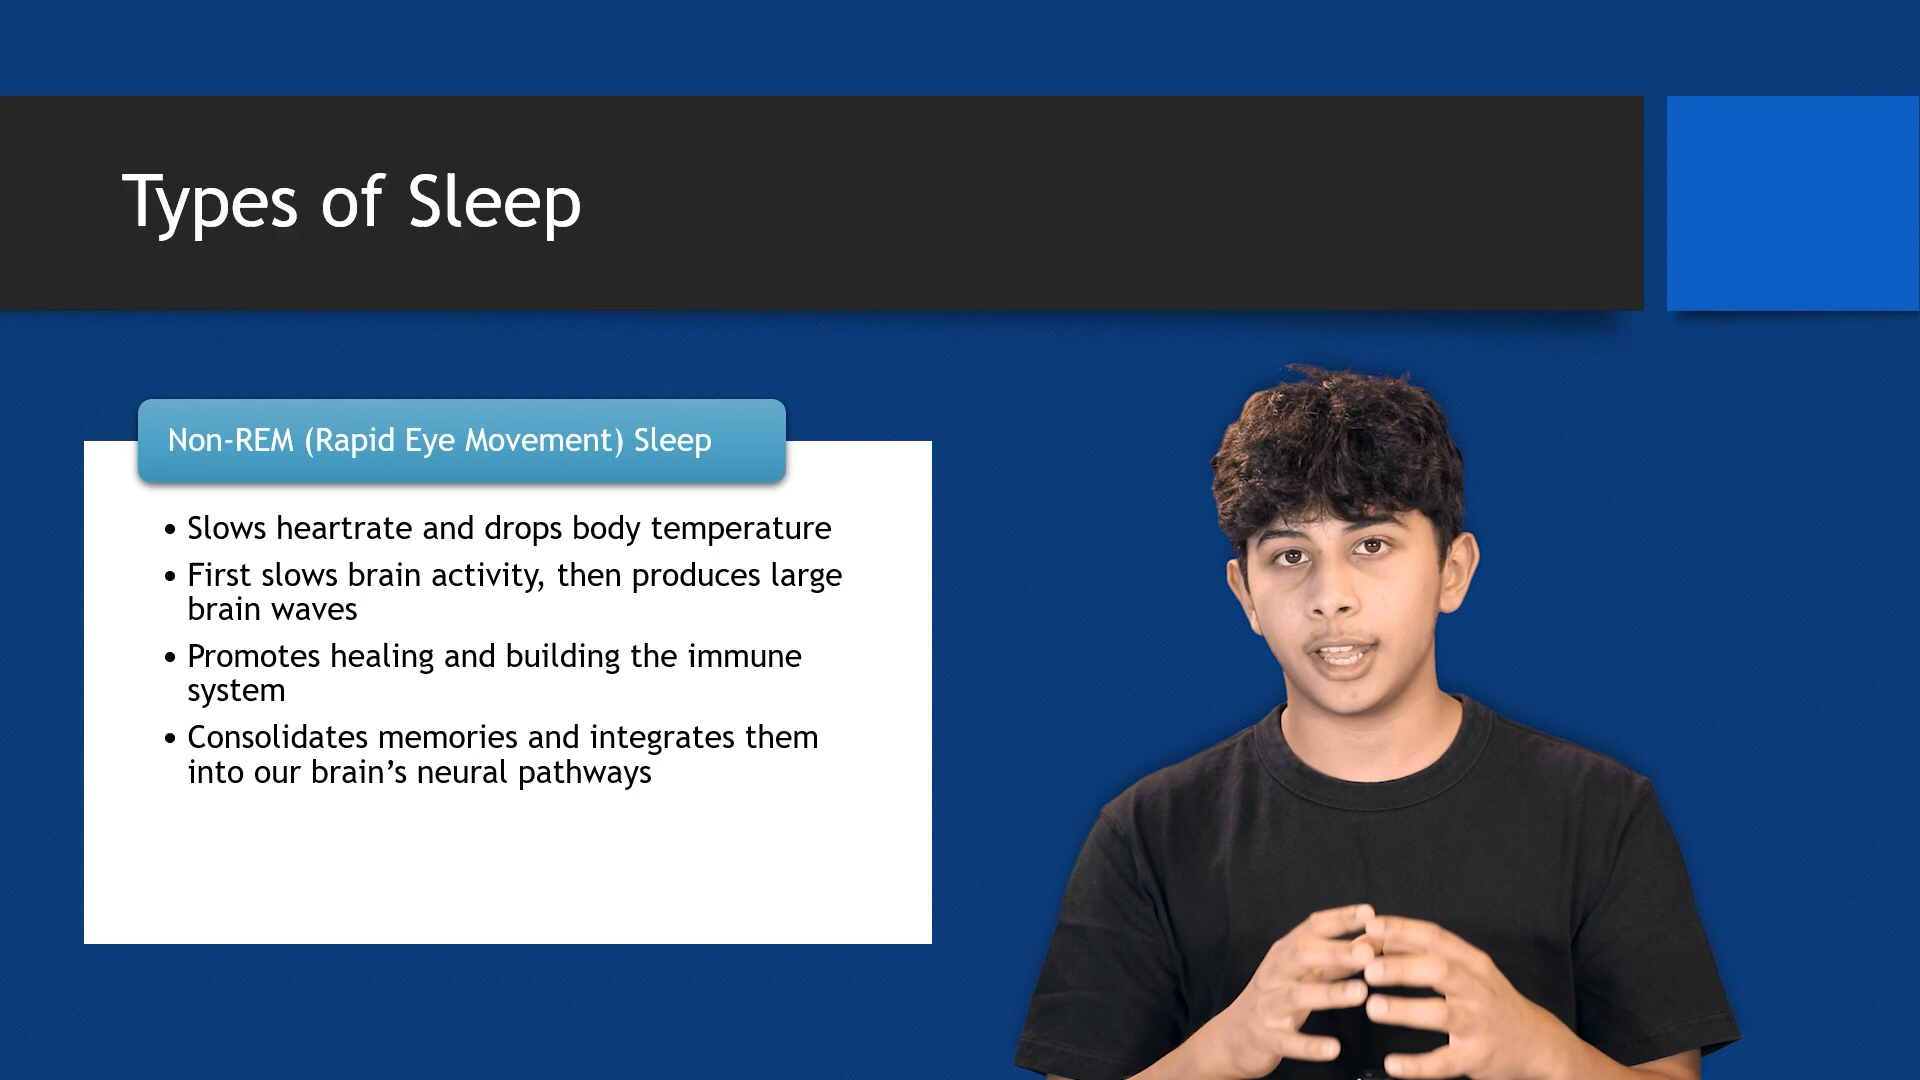 Types of Sleep
Non-REM (Rapid Eye Movement) Sleep
• Slows heartrate and drops body temperature
• First slows brain activity, then produces large
brain waves
• Promotes healing and building the immune
system
• Consolidates memories and integrates them
into our brain’s neural pathways